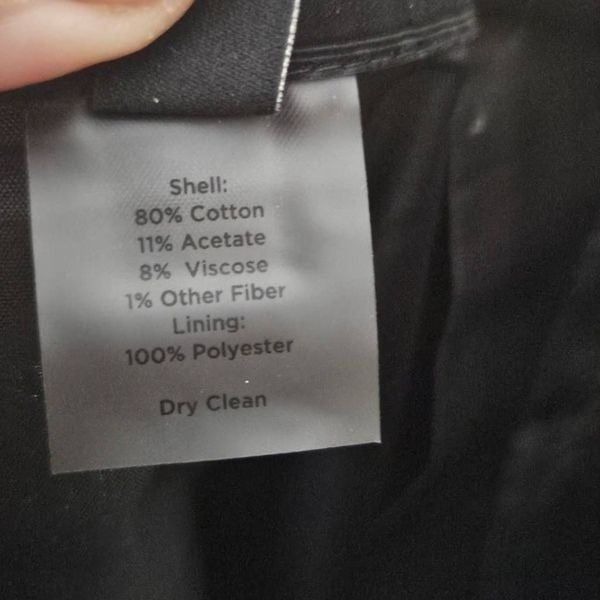 Shell:
80% Cotton
11% Acetate
8% Viscose
1% Other Fiber
Lining:
100% Polyester
Dry Clean